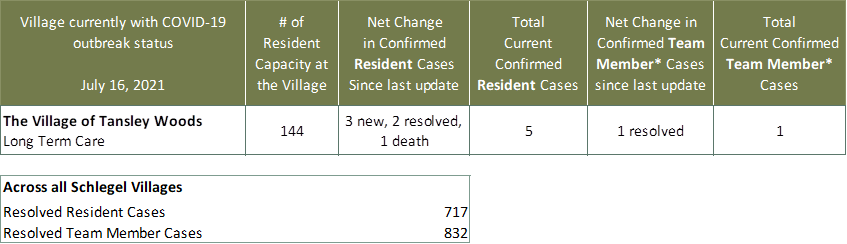 Village currently with COVID-19
outbreak status
July 16, 2021
# of
Resident
Capacity at
the Village
Net Change
in Confirmed
Resident Cases
Since last update
Total
Current
Confirmed
Resident Cases
Net Change in
Confirmed Team
Member* Cases
since last update
Total
Current Confirmed
Team Member*
Cases
The Village of Tansley Woods
Long Term Care
144
3 new, 2 resolved,
1 death
5
1 resolved
1
Across all Schlegel Villages
Resolved Resident Cases 717
Resolved Team Member Cases 832